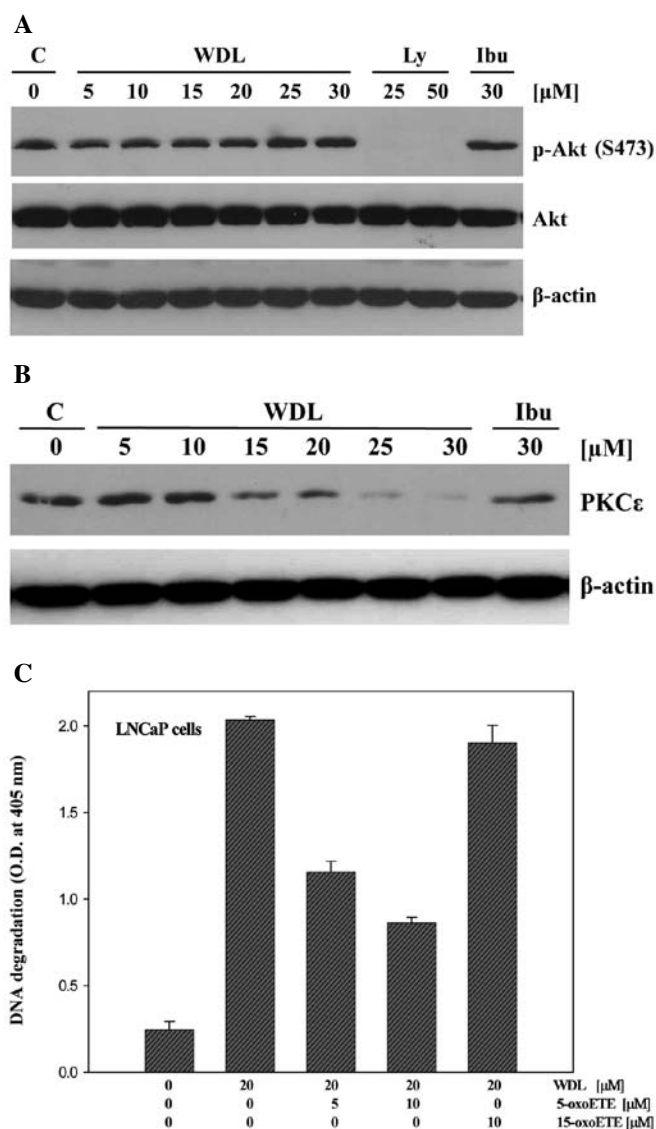 A
C WDL Ly Ibu
0 5 10 15 20 25 30 25 50 30 [µM]
p-Akt (S473)
Akt
β-actin
B
C WDL Ibu
0 5 10 15 20 25 30 30 [µM]
PKCε
β-actin
C
2.0
LNCaP cells
1.5
1.0
0.5
0.0
DNA degradation (O.D. at 405 nm)
0 20 20 20 20 WDL [µM]
0 0 5 10 0 5-oxoETE [µM]
0 0 0 0 10 15-oxoETE [µM]